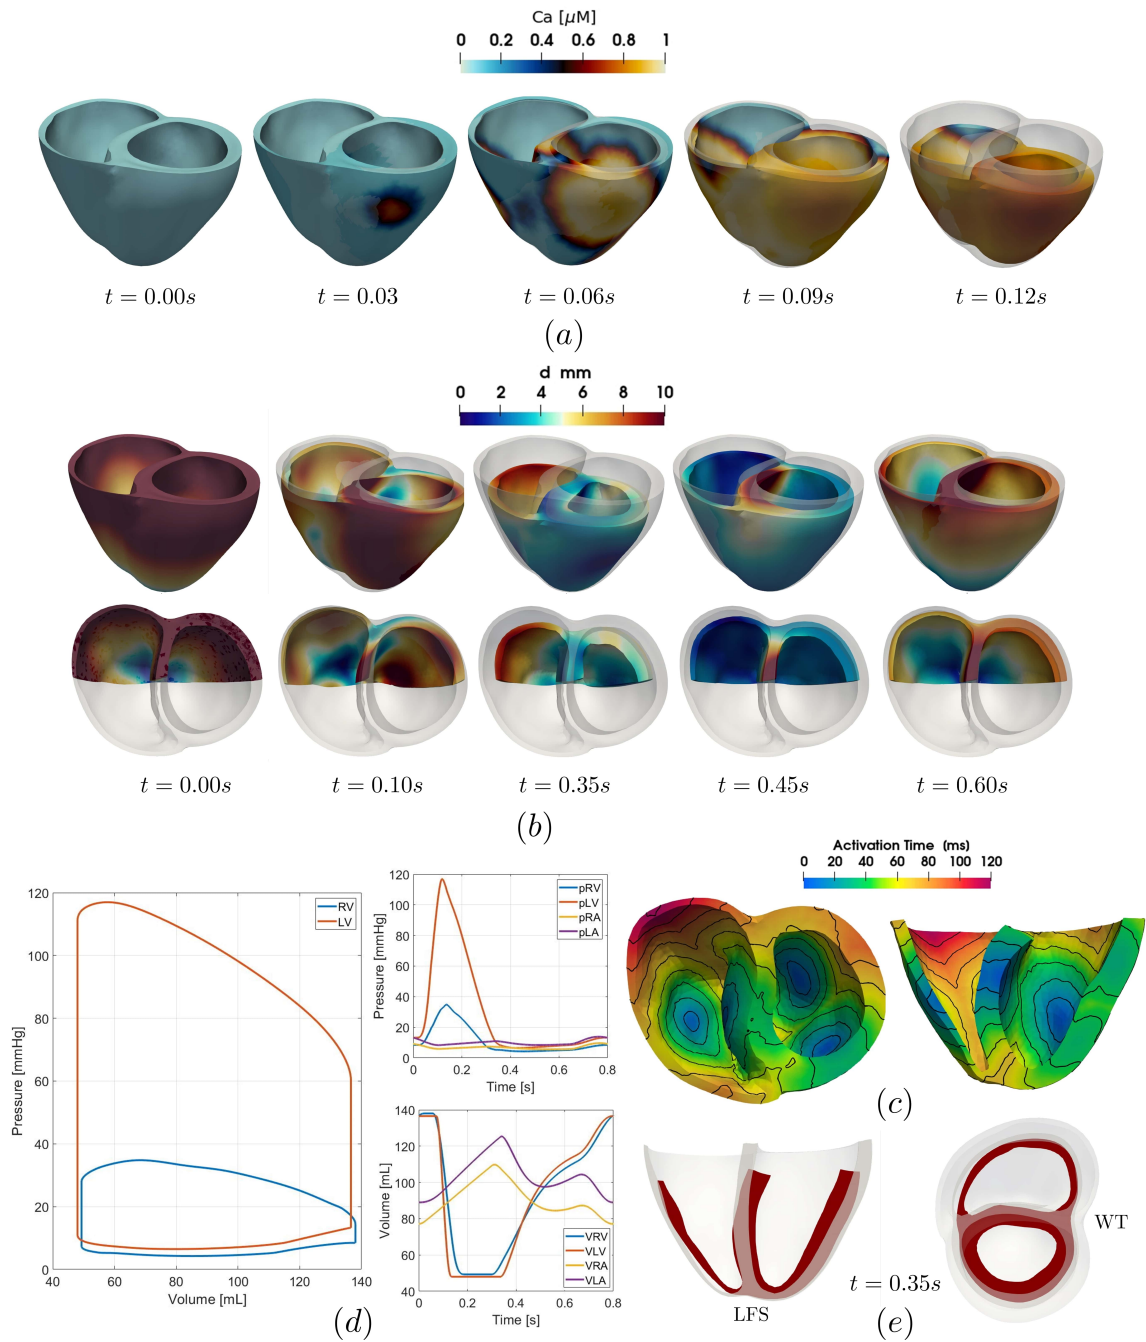 Ca [μM]
0 0.2 0.4 0.6 0.8 1
t = 0.00s
t = 0.03
t = 0.06s
t = 0.09s
t = 0.12s
(a)
d mm
0 2 4 6 8 10
t = 0.00s
t = 0.10s
t = 0.35s
t = 0.45s
t = 0.60s
(b)
Activation Time (ms)
0 20 40 60 80 100 120
(c)
120
100
80
60
40
20
0
Pressure [mmHg]
RV
LV
40 60 80 100 120 140
Volume [mL]
120
100
80
60
40
20
0
Pressure [mmHg]
pRV
pLV
pRA
pLA
0 0.2 0.4 0.6 0.8
Time [s]
140
120
100
80
60
40
Volume [mL]
VRV
VLV
VRA
VLA
0 0.2 0.4 0.6 0.8
Time [s]
(d)
WT
t = 0.35s
LFS
(e)